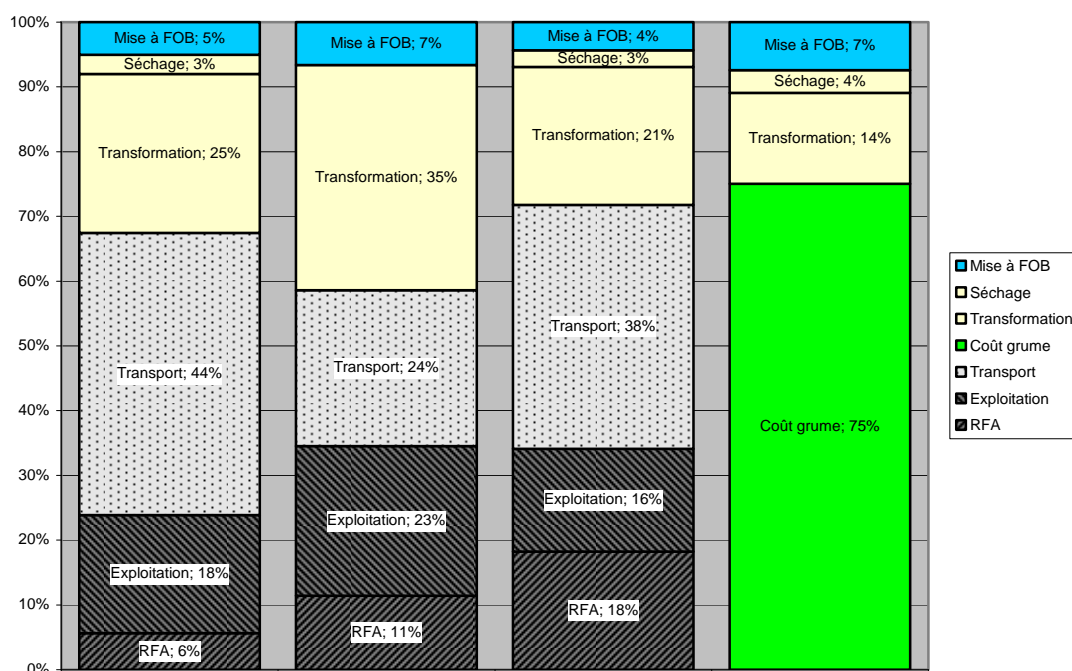 100%
90%
80%
70%
60%
50%
40%
30%
20%
10%
0%
Mise à FOB; 5%
Séchage; 3%
Transformation; 25%
Transport; 44%
Exploitation; 18%
RFA; 6%
Mise à FOB; 7%
Transformation; 35%
Transport; 24%
Exploitation; 23%
RFA; 11%
Mise à FOB; 4%
Séchage; 3%
Transformation; 21%
Transport; 38%
Exploitation; 16%
RFA; 18%
Mise à FOB; 7%
Séchage; 4%
Transformation; 14%
Coût grume; 75%
Mise à FOB
Séchage
Transformation
Coût grume
Transport
Exploitation
RFA